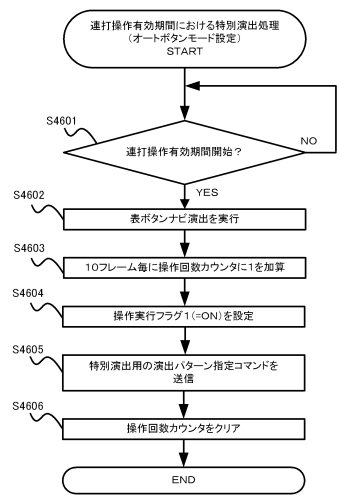 連打操作有効期間における特別演出処理
(オートボタンモード設定)
START
S4601
連打操作有効期間開始？
NO
YES
S4602
表ボタンナビ演出を実行
S4603
10フレーム毎に操作回数カウンタに1を加算
S4604
操作実行フラグ1(=ON)を設定
S4605
特別演出用の演出パターン指定コマンドを
送信
S4606
操作回数カウンタをクリア
END